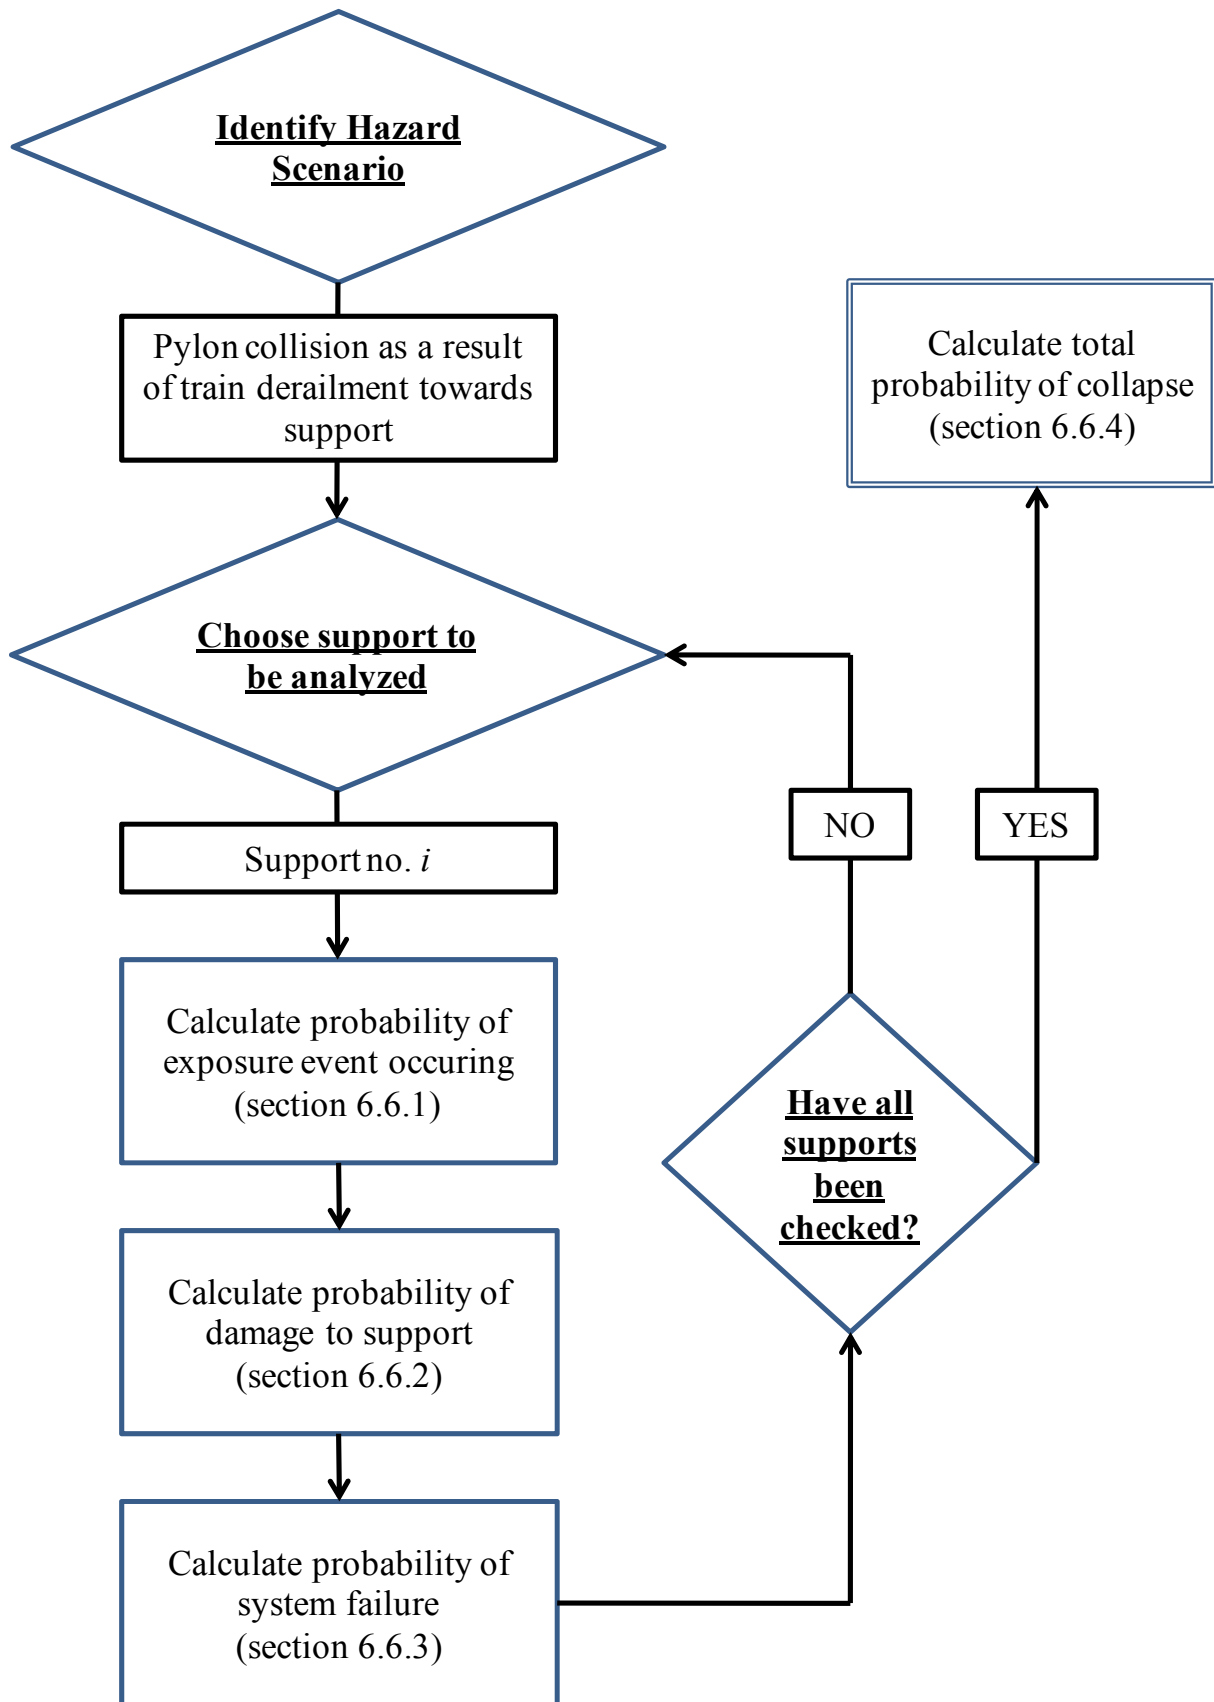 Identify Hazard
Scenario
Pylon collision as a result
of train derailment towards
support
Calculate total
probability of collapse
(section 6.6.4)
Choose support to
be analyzed
NO
YES
Support no. i
Calculate probability of
exposure event occuring
(section 6.6.1)
Have all
supports
been
checked?
Calculate probability of
damage to support
(section 6.6.2)
Calculate probability of
system failure
(section 6.6.3)